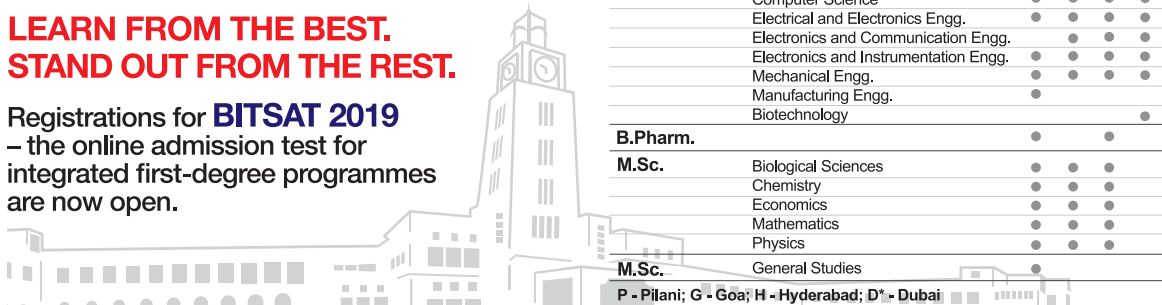 LEARN FROM THE BEST.
STAND OUT FROM THE REST.
Registrations for BITSAT 2019
– the online admission test for
integrated first-degree programmes
are now open.
Computer Science
Electrical and Electronics Engg.
Electronics and Communication Engg.
Electronics and Instrumentation Engg.
Mechanical Engg.
Manufacturing Engg.
Biotechnology
B.Pharm.
M.Sc. Biological Sciences
Chemistry
Economics
Mathematics
Physics
M.Sc. General Studies
P - Pilani; G - Goa; H - Hyderabad; D* - Dubai